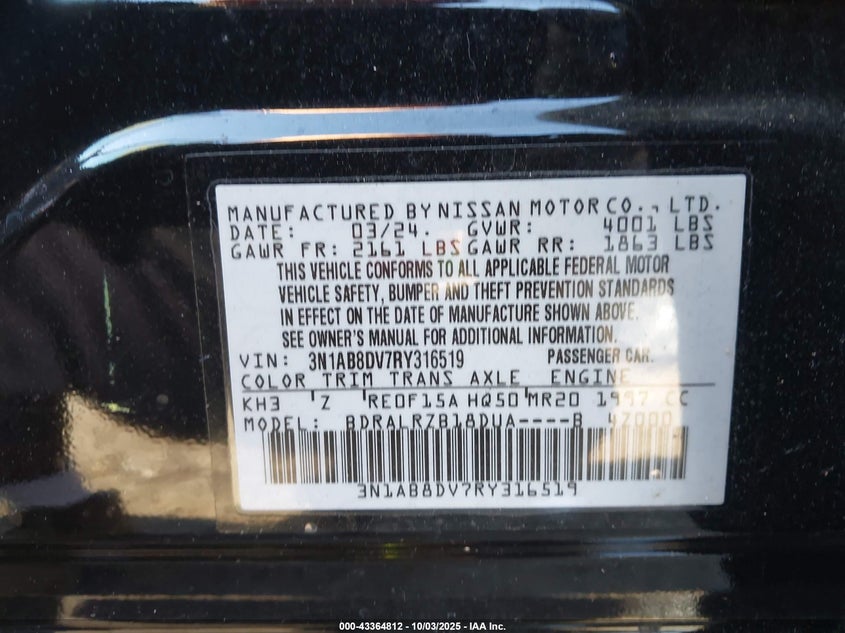 MANUFACTURED BY NISSAN MOTOR CO., LTD.
DATE: 03/24. GVWR: 4001 LBS
GAWR FR: 2161 LBS GAWR RR: 1863 LBS
THIS VEHICLE CONFORMS TO ALL APPLICABLE FEDERAL MOTOR
VEHICLE SAFETY, BUMPER AND THEFT PREVENTION STANDARDS
IN EFFECT ON THE DATE OF MANUFACTURE SHOWN ABOVE.
SEE OWNER'S MANUAL FOR ADDITIONAL INFORMATION.
VIN: 3N1AB8DV7RY316519 PASSENGER CAR.
COLOR TRIM TRANS AXLE ENGINE
KH3 Z RE0F15A HQ50 MR20 1997 CC
MODEL: BDRALRZB18DUA----B 4Z000
3N1AB8DV7RY316519
000-43364812 - 10/03/2025 - IAA Inc.